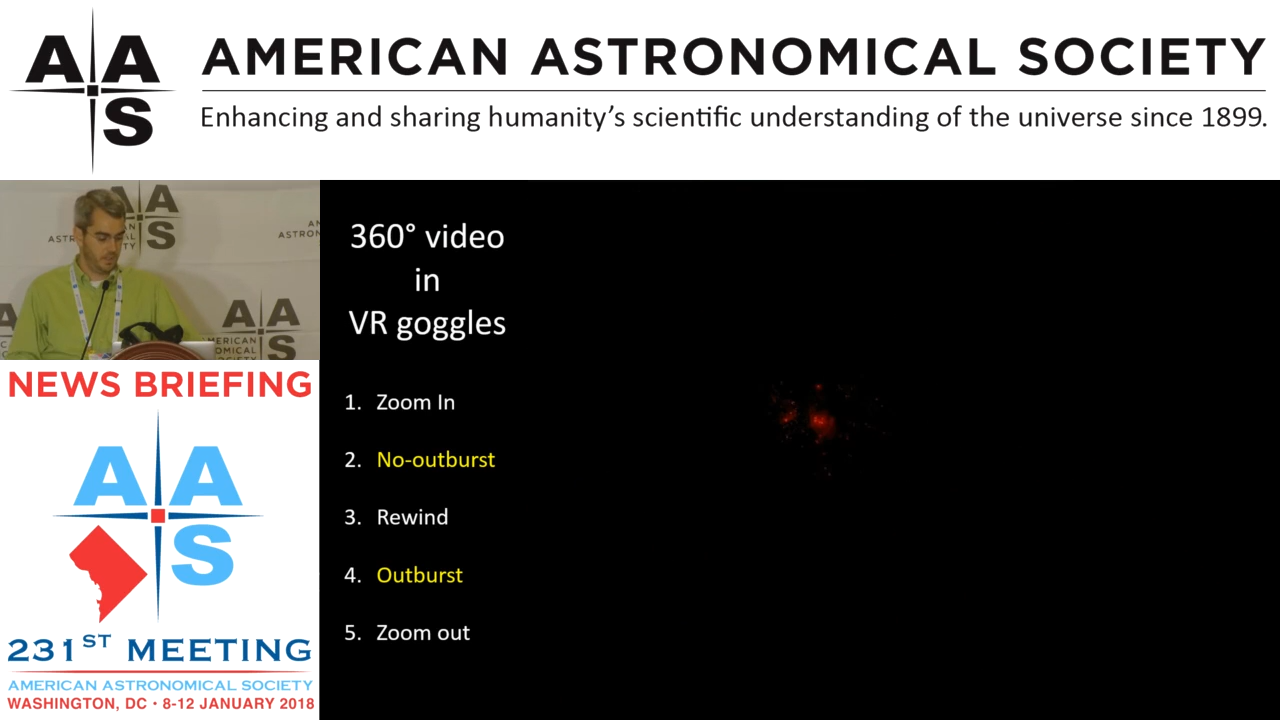 AAS
AMERICAN ASTRONOMICAL SOCIETY
Enhancing and sharing humanity’s scientific understanding of the universe since 1899.
NEWS BRIEFING
AAS
231ST MEETING
AMERICAN ASTRONOMICAL SOCIETY
WASHINGTON, DC • 8-12 JANUARY 2018
360° video
in
VR goggles
1. Zoom In
2. No-outburst
3. Rewind
4. Outburst
5. Zoom out